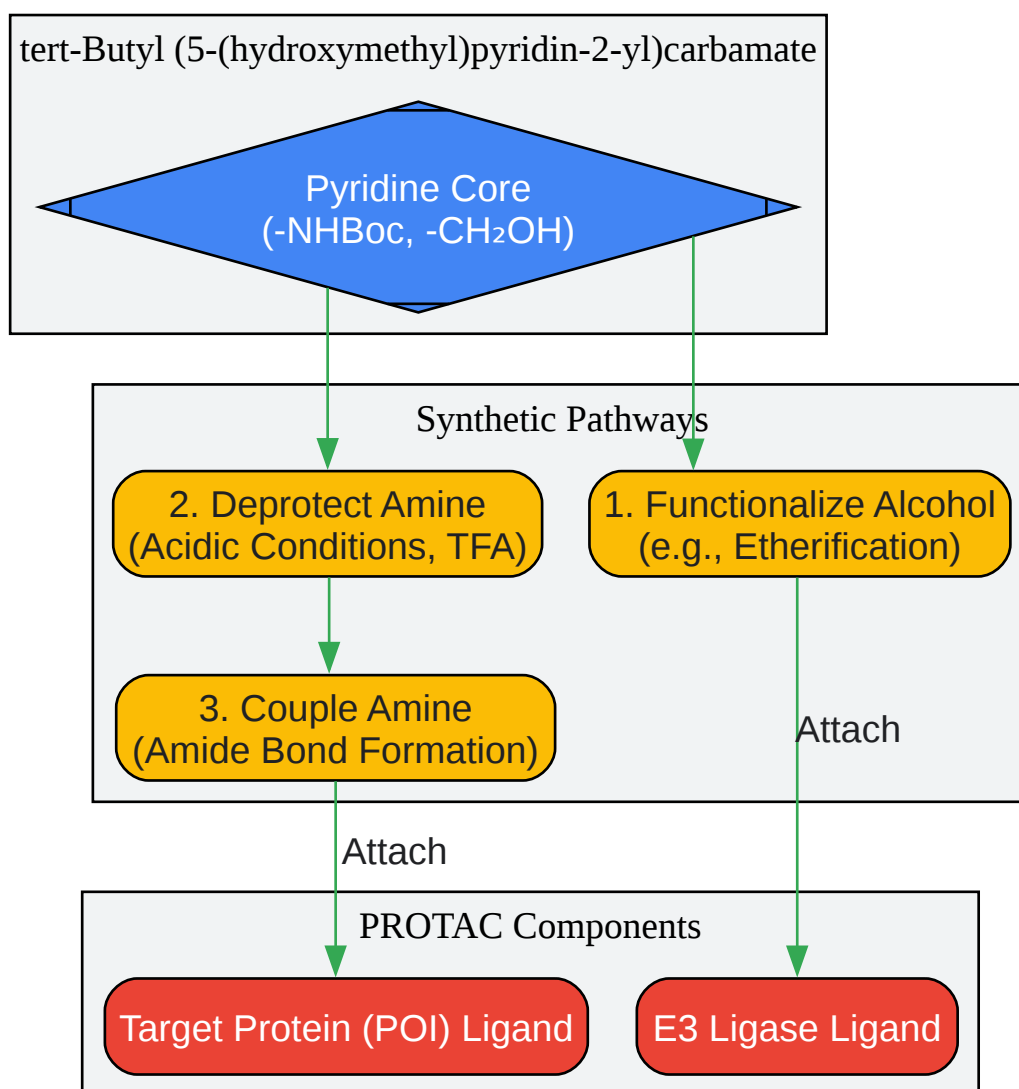 tert-Butyl (5-(hydroxymethyl)pyridin-2-yl)carbamate
Pyridine Core
(-NHBoc, -CH₂OH)
Synthetic Pathways
2. Deprotect Amine
(Acidic Conditions, TFA)
1. Functionalize Alcohol
(e.g., Etherification)
3. Couple Amine
(Amide Bond Formation)
Attach
Attach
PROTAC Components
Target Protein (POI) Ligand
E3 Ligase Ligand